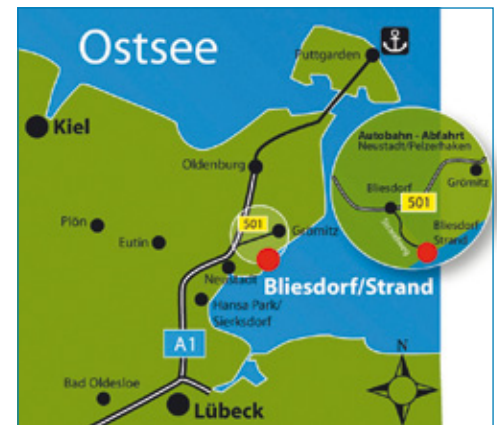 Ostsee
Puttgarden
Kiel
Autobahn - Abfahrt
Neustadt/Pelzerhaken
Oldenburg
Grömitz
Bliesdorf
501
Plön
501
Grömitz
Bliesdorf
Strand
Eutin
Neustadt
Bliesdorf/Strand
Hansa Park/
Sierksdorf
A1
N
Bad Oldesloe
Lübeck